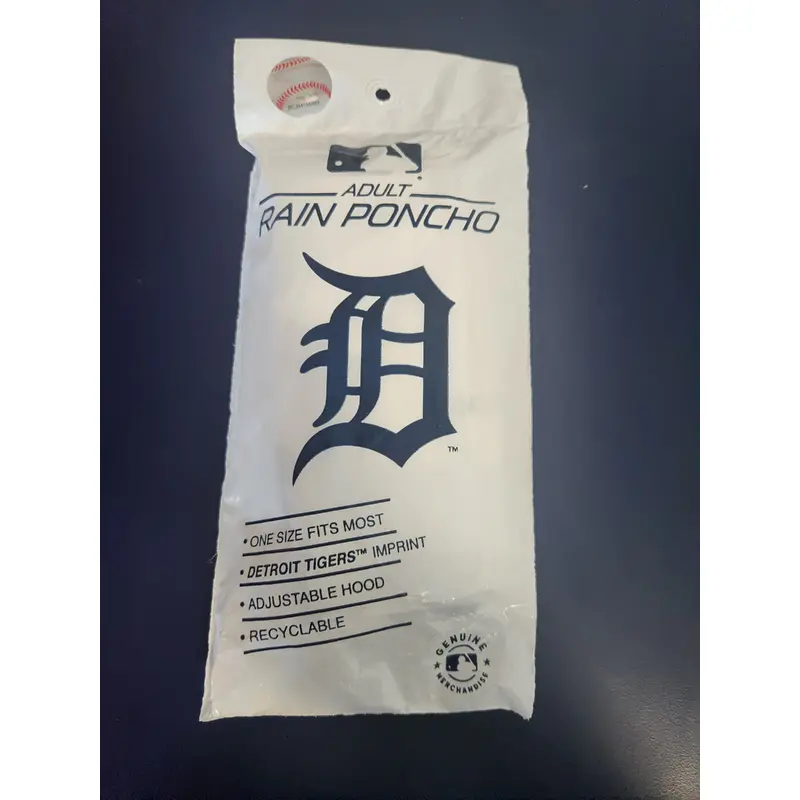 ADULT
RAIN PONCHO
D
TM
• ONE SIZE FITS MOST
• DETROIT TIGERS™ IMPRINT
• ADJUSTABLE HOOD
• RECYCLABLE
GENUINE
MERCHANDISE